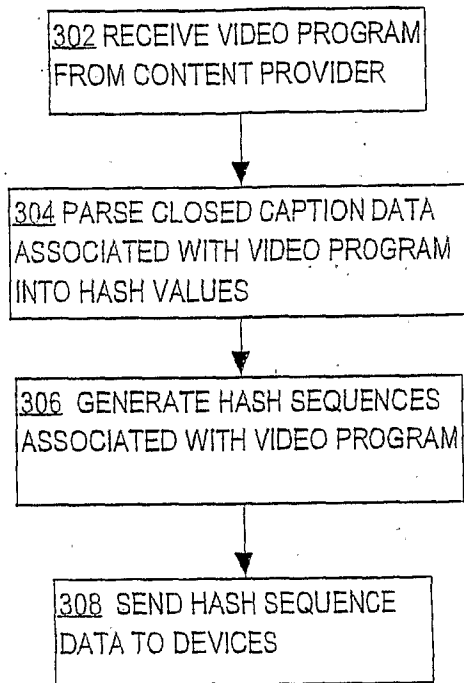 302 RECEIVE VIDEO PROGRAM
FROM CONTENT PROVIDER
304 PARSE CLOSED CAPTION DATA
ASSOCIATED WITH VIDEO PROGRAM
INTO HASH VALUES
306 GENERATE HASH SEQUENCES
ASSOCIATED WITH VIDEO PROGRAM
308 SEND HASH SEQUENCE
DATA TO DEVICES